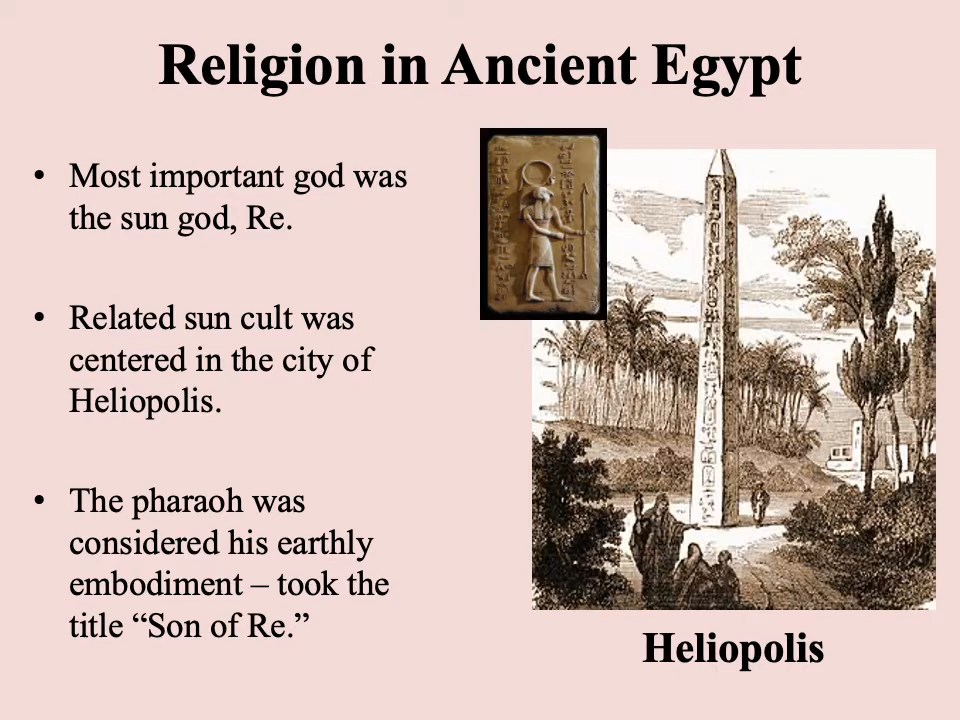 Religion in Ancient Egypt
• Most important god was
the sun god, Re.
• Related sun cult was
centered in the city of
Heliopolis.
• The pharaoh was
considered his earthly
embodiment – took the
title “Son of Re.”
Heliopolis